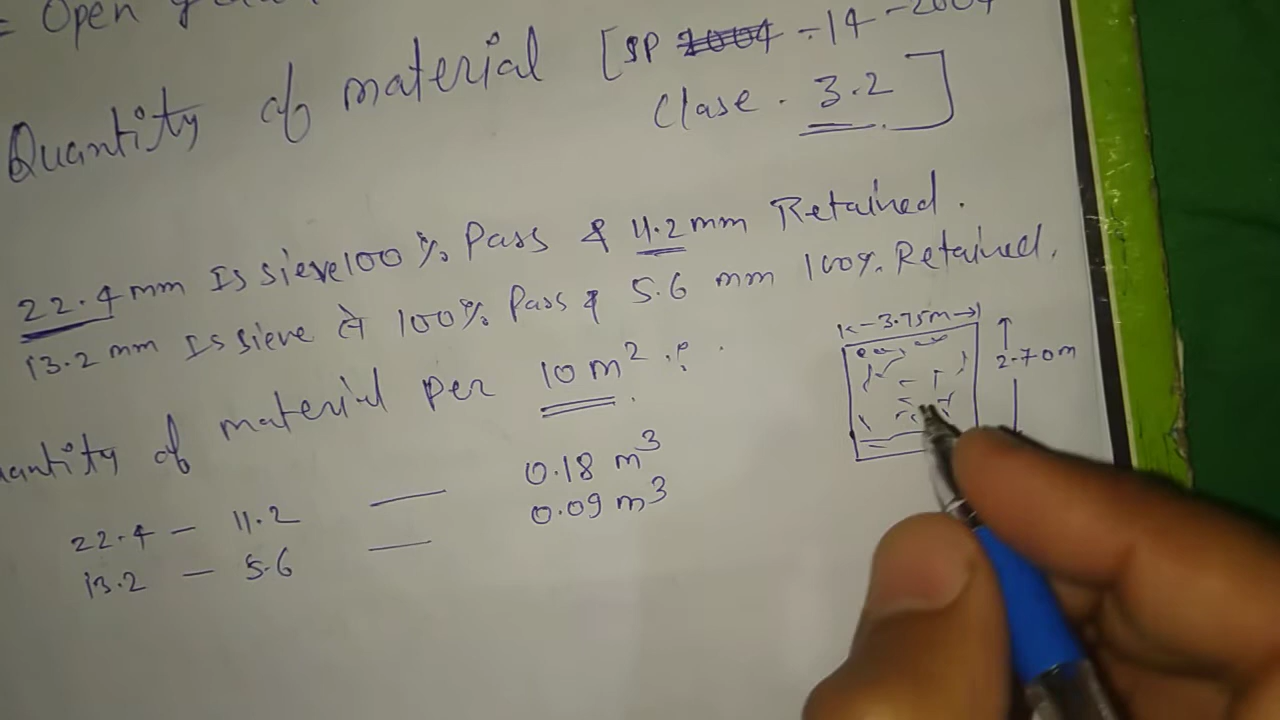 = Open
Quantity of material [SP -14-2004
Clase. 3.2]
22.4 mm Is sieve 100% Pass & 11.2 mm Retained.
13.2 mm Is sieve से 100% Pass & 5.6 mm 100% Retained.
Quantity of material per 10 m² ?
22.4 - 11.2 — 0.18 m³
13.2 - 5.6 — 0.09 m³
3.75m
2.70m